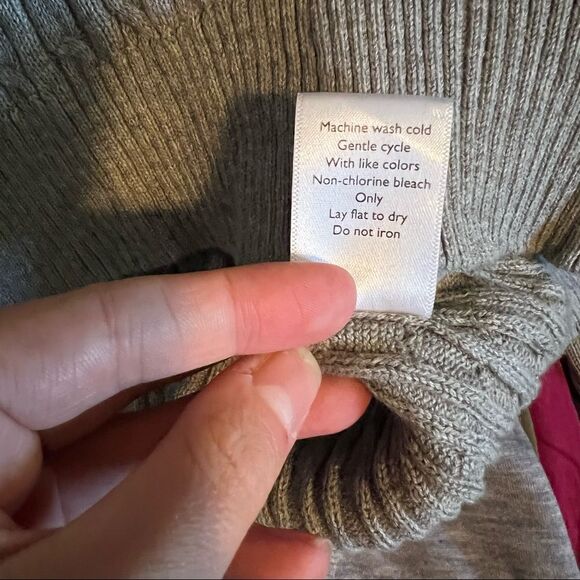 Machine wash cold
Gentle cycle
With like colors
Non-chlorine bleach
Only
Lay flat to dry
Do not iron